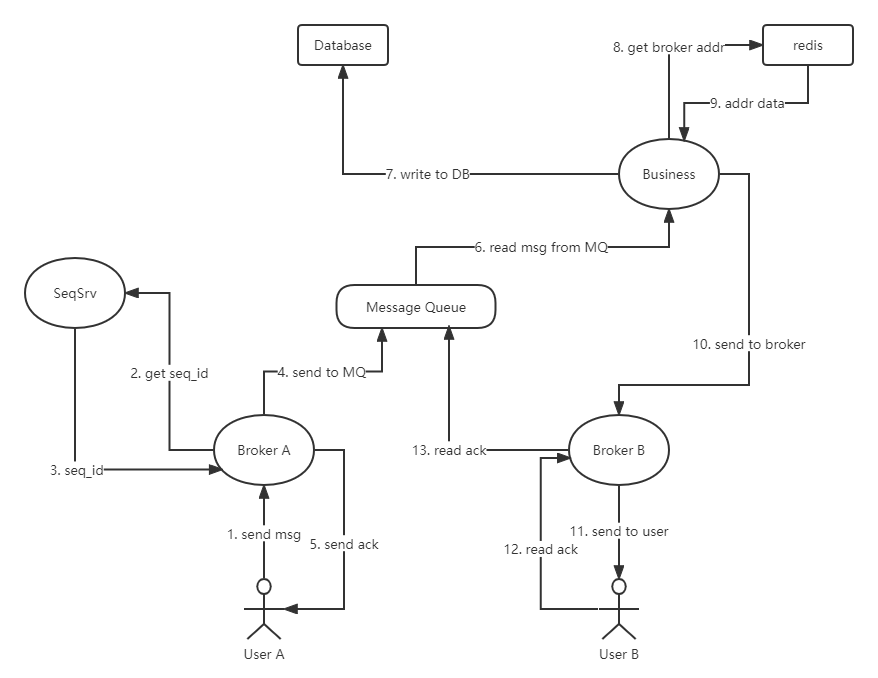 Database
8. get broker addr
redis
9. addr data
7. write to DB
Business
6. read msg from MQ
SeqSrv
Message Queue
10. send to broker
2. get seq_id
4. send to MQ
Broker A
13. read ack
Broker B
3. seq_id
1. send msg
5. send ack
11. send to user
12. read ack
User A
User B